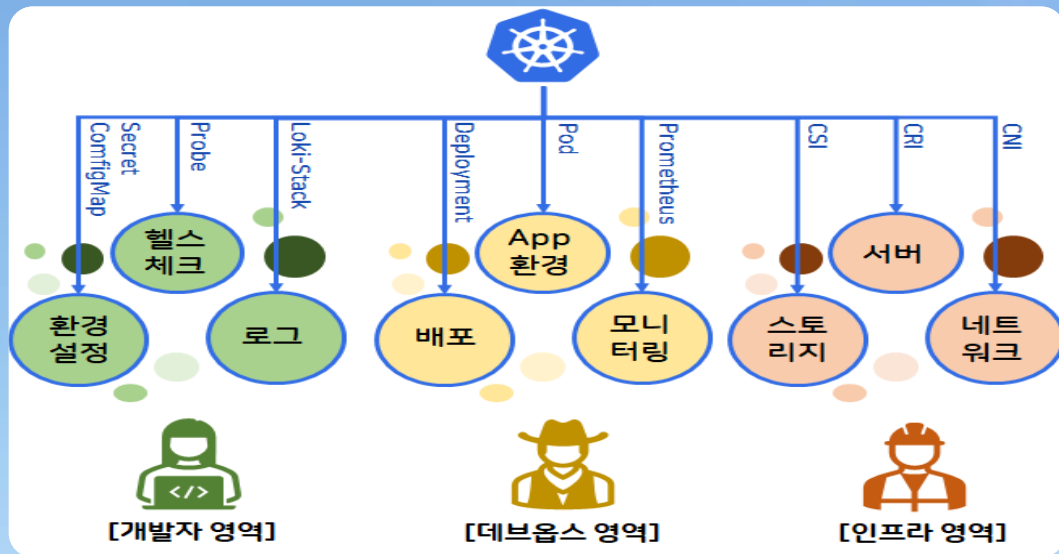 Secret
ComfigMap
Probe
Loki-Stack
Deployment
Pod
Prometheus
CSI
CRI
CNI
헬스
체크
App
환경
서버
환경
설정
로그
배포
모니
터링
스토
리지
네트
워크
</>
[개발자 영역]
[데브옵스 영역]
[인프라 영역]